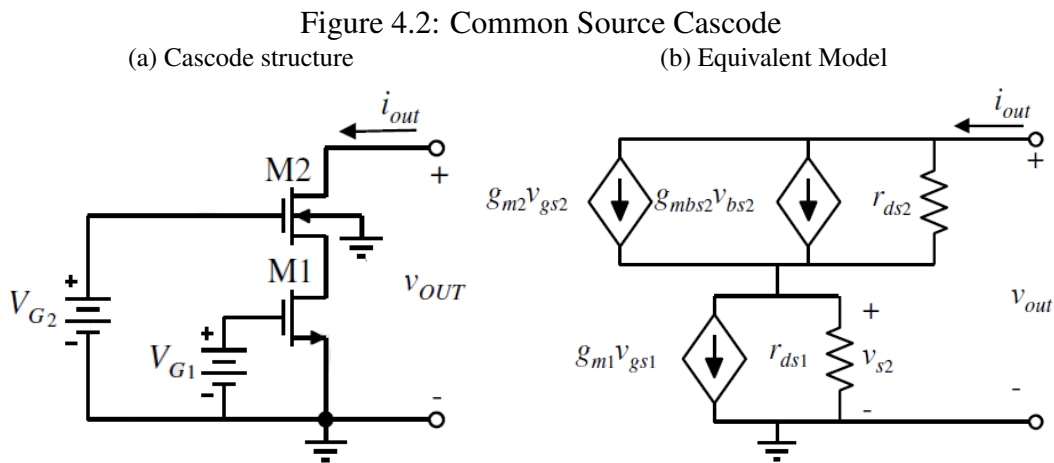 Figure 4.2: Common Source Cascode
(a) Cascode structure
(b) Equivalent Model
i_out
M2
+
V_G2
+
-
M1
V_G1
+
-
v_OUT
-
i_out
+
g_m2 v_gs2
g_mbs2 v_bs2
r_ds2
g_m1 v_gs1
r_ds1
+
v_s2
-
v_out
-